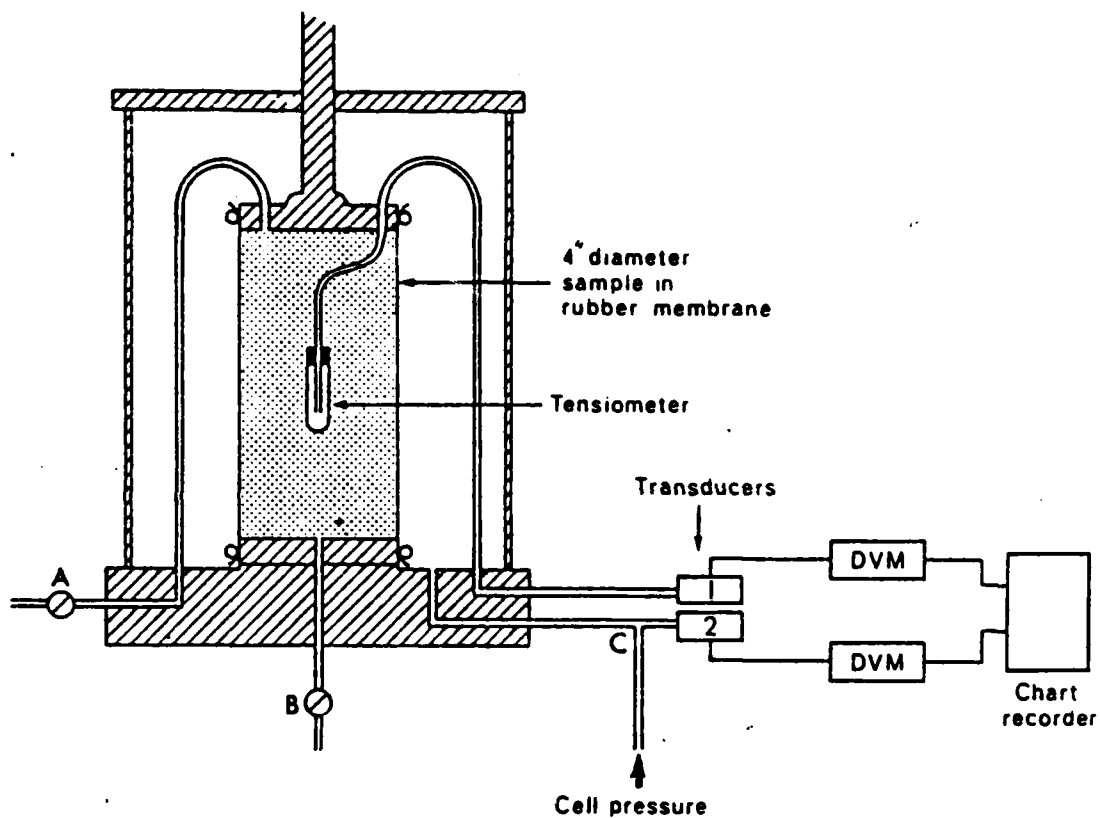 4" diameter
sample in
rubber membrane
Tensiometer
Transducers
A
1
DVM
2
C
DVM
B
Chart
recorder
Cell pressure